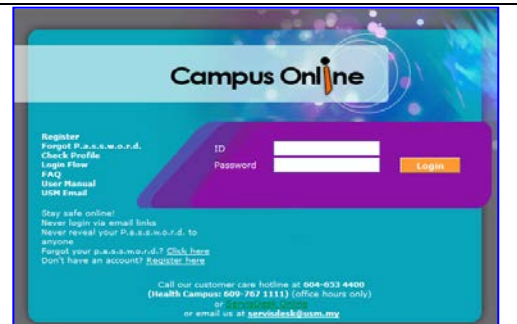 Campus Online
Register
Forgot P.a.s.s.w.o.r.d.
Check Profile
Login Flow
FAQ
User Manual
USM Email
ID
Password
Login
Stay safe online!
Never login via email links
Never reveal your P.a.s.s.w.o.r.d. to
anyone
Forgot your p.a.s.s.w.o.r.d.? Click here
Don't have an account? Register here
Call our customer care hotline at 604-653 4400
(Health Campus: 609-767 1111) (office hours only)
or ServisDesk Online
or email us at servisdesk@usm.my